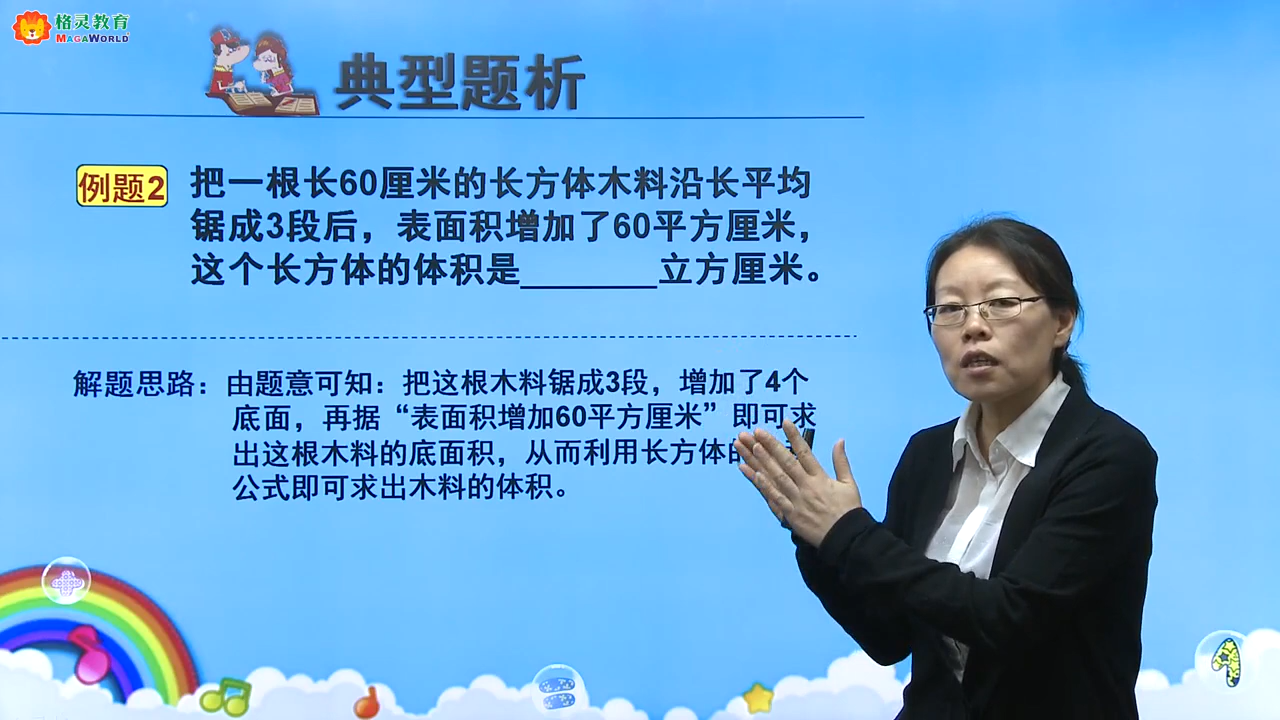 格灵教育
MAGAWORLD
典型题析
例题2
把一根长60厘米的长方体木料沿长平均
锯成3段后，表面积增加了60平方厘米，
这个长方体的体积是_______立方厘米。
解题思路：由题意可知：把这根木料锯成3段，增加了4个
底面，再据“表面积增加60平方厘米”即可求
出这根木料的底面积，从而利用长方体的
公式即可求出木料的体积。